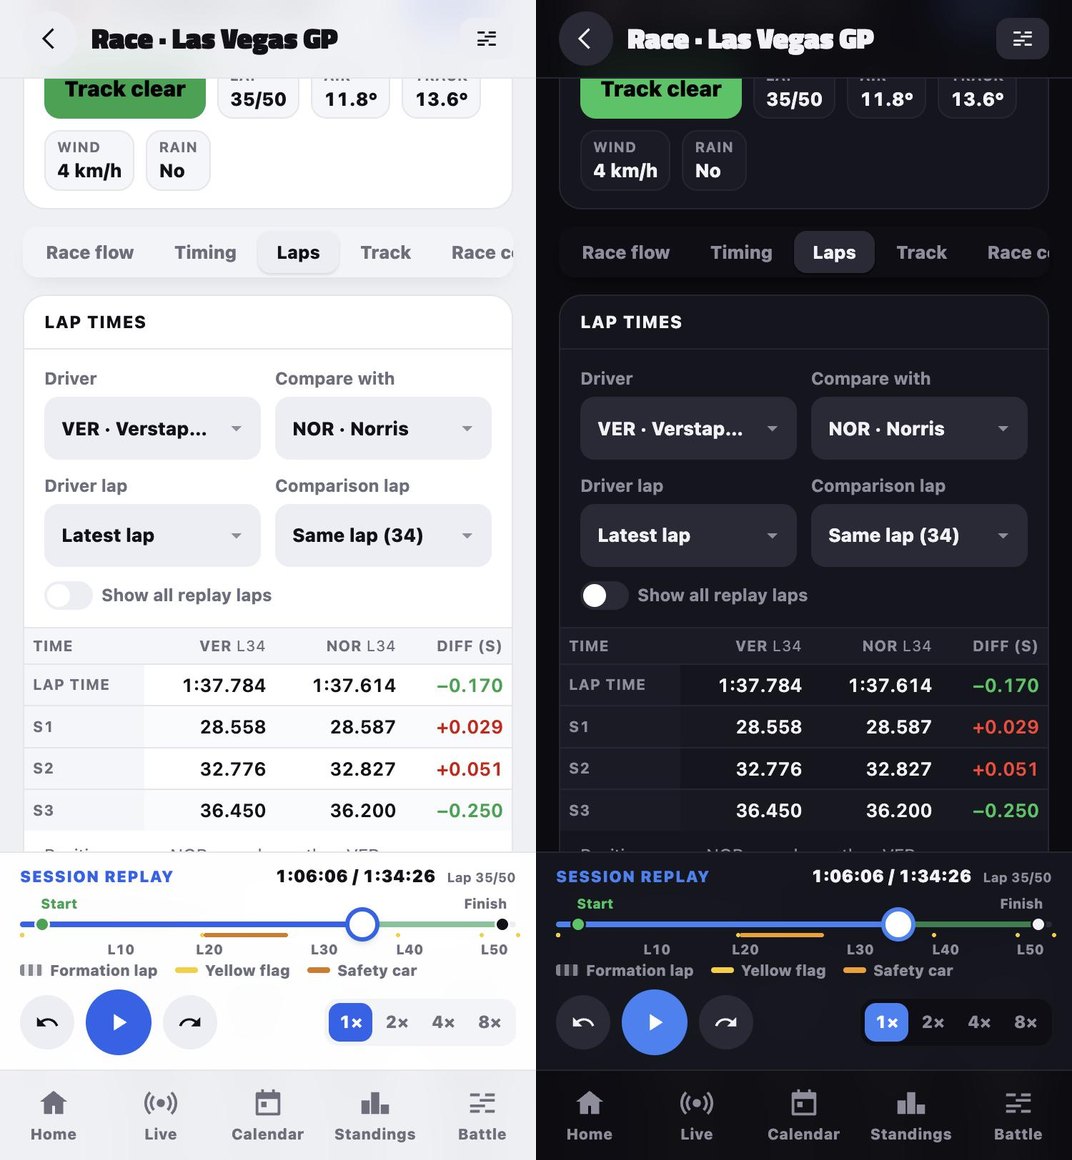 Race · Las Vegas GP
Track clear
35/50
11.8°
13.6°
WIND
4 km/h
RAIN
No
Race flow Timing Laps Track Race c
LAP TIMES
Driver Compare with
VER · Verstap... NOR · Norris
Driver lap Comparison lap
Latest lap Same lap (34)
Show all replay laps
TIME VER L34 NOR L34 DIFF (S)
LAP TIME 1:37.784 1:37.614 −0.170
S1 28.558 28.587 +0.029
S2 32.776 32.827 +0.051
S3 36.450 36.200 −0.250
SESSION REPLAY 1:06:06 / 1:34:26 Lap 35/50
Start Finish
L10 L20 L30 L40 L50
Formation lap Yellow flag Safety car
1× 2× 4× 8×
Home Live Calendar Standings Battle
Race · Las Vegas GP
Track clear
35/50
11.8°
13.6°
WIND
4 km/h
RAIN
No
Race flow Timing Laps Track Race c
LAP TIMES
Driver Compare with
VER · Verstap... NOR · Norris
Driver lap Comparison lap
Latest lap Same lap (34)
Show all replay laps
TIME VER L34 NOR L34 DIFF (S)
LAP TIME 1:37.784 1:37.614 −0.170
S1 28.558 28.587 +0.029
S2 32.776 32.827 +0.051
S3 36.450 36.200 −0.250
SESSION REPLAY 1:06:06 / 1:34:26 Lap 35/50
Start Finish
L10 L20 L30 L40 L50
Formation lap Yellow flag Safety car
1× 2× 4× 8×
Home Live Calendar Standings Battle